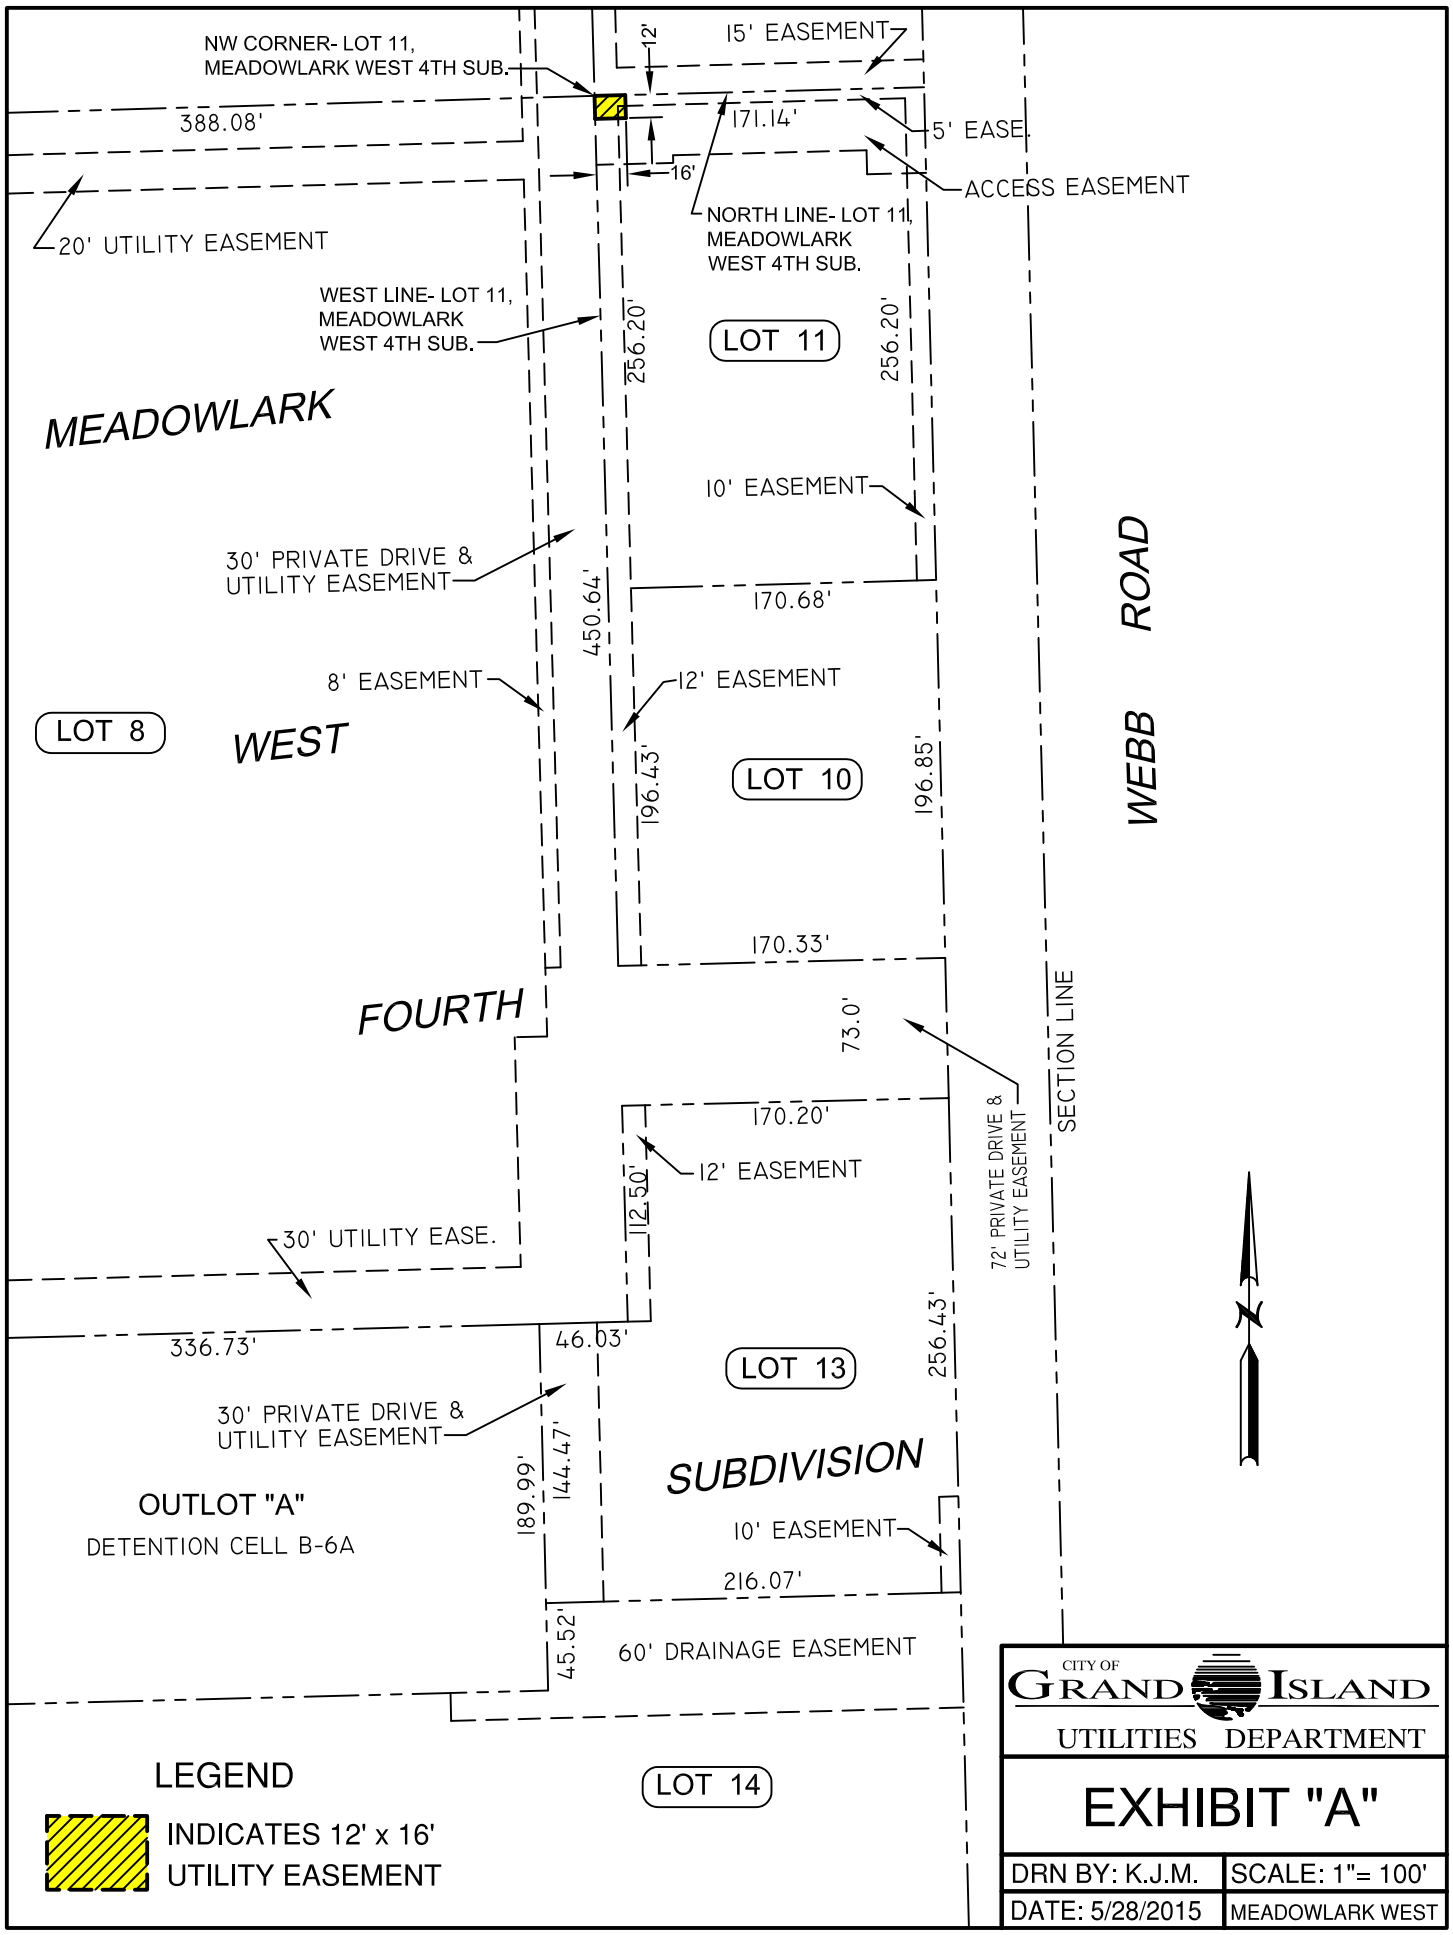 NW CORNER- LOT 11,
MEADOWLARK WEST 4TH SUB.
12'
15' EASEMENT
388.08'
171.14'
5' EASE.
16'
ACCESS EASEMENT
20' UTILITY EASEMENT
NORTH LINE- LOT 11,
MEADOWLARK
WEST 4TH SUB.
WEST LINE- LOT 11,
MEADOWLARK
WEST 4TH SUB.
256.20'
LOT 11
256.20'
MEADOWLARK
10' EASEMENT
30' PRIVATE DRIVE &
UTILITY EASEMENT
450.64'
170.68'
WEBB ROAD
8' EASEMENT
12' EASEMENT
LOT 8
WEST
196.43'
LOT 10
196.85'
170.33'
FOURTH
73.0'
SECTION LINE
72' PRIVATE DRIVE &
UTILITY EASEMENT
170.20'
12' EASEMENT
112.50'
30' UTILITY EASE.
N
336.73'
46.03'
256.43'
LOT 13
30' PRIVATE DRIVE &
UTILITY EASEMENT
189.99'
144.47'
SUBDIVISION
OUTLOT "A"
DETENTION CELL B-6A
10' EASEMENT
216.07'
45.52'
60' DRAINAGE EASEMENT
CITY OF
GRAND ISLAND
UTILITIES DEPARTMENT
LEGEND
LOT 14
EXHIBIT "A"
INDICATES 12' x 16'
UTILITY EASEMENT
DRN BY: K.J.M.
SCALE: 1"= 100'
DATE: 5/28/2015
MEADOWLARK WEST